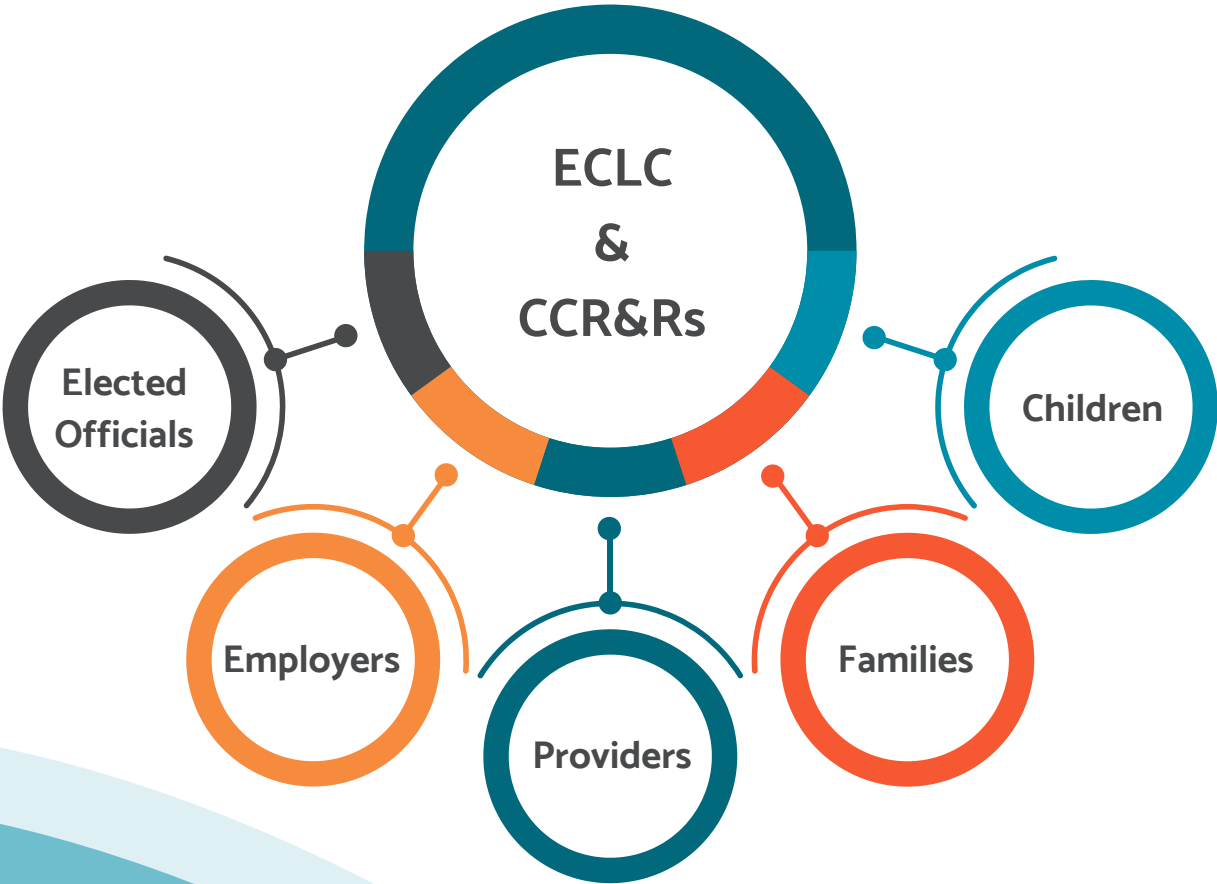 ECLC
&
CCR&Rs
Elected
Officials
Employers
Providers
Families
Children